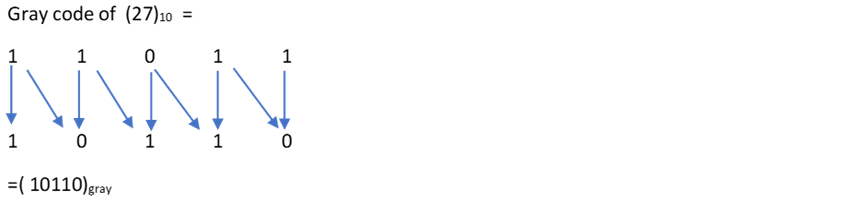 Gray code of (27)₁₀ =
1 1 0 1 1
1 0 1 1 0
=( 10110)gray